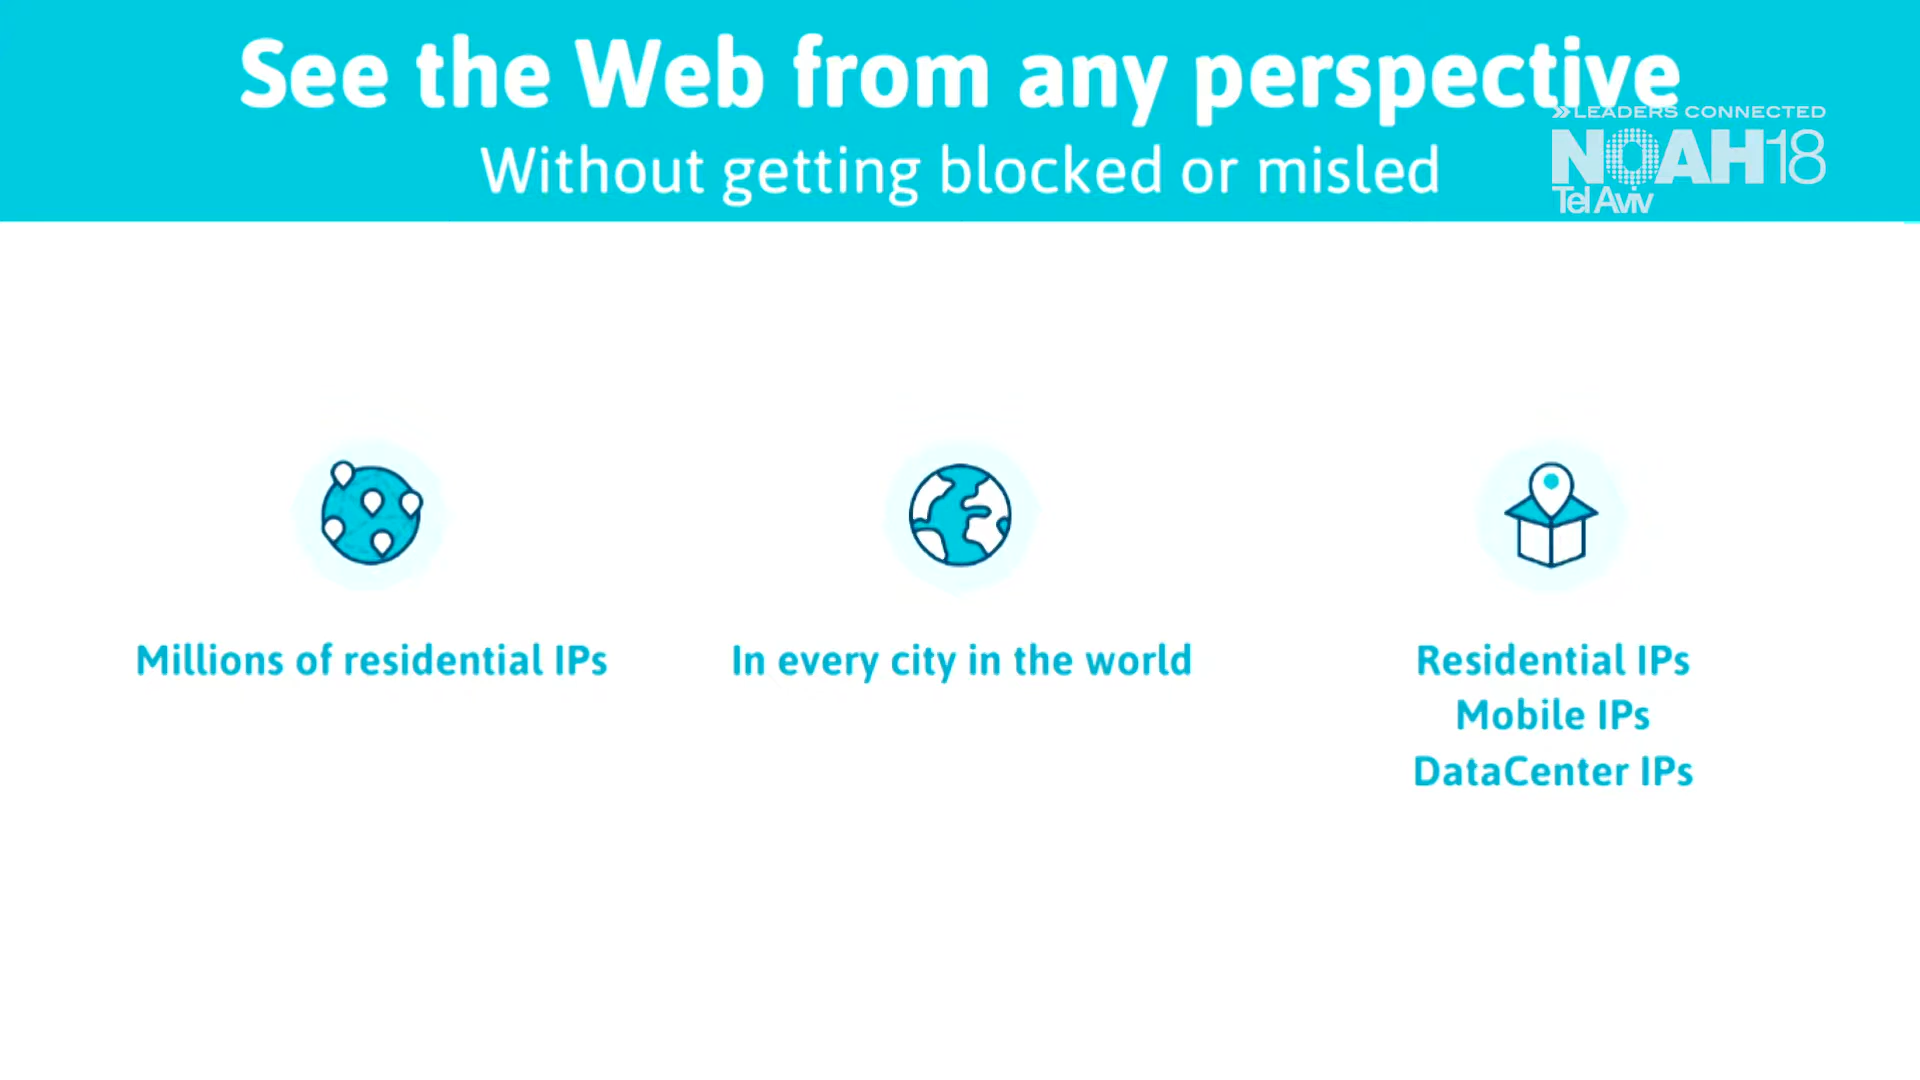 See the Web from any perspective
Without getting blocked or misled
LEADERS CONNECTED
NOAH18
Tel Aviv
Millions of residential IPs
In every city in the world
Residential IPs
Mobile IPs
DataCenter IPs